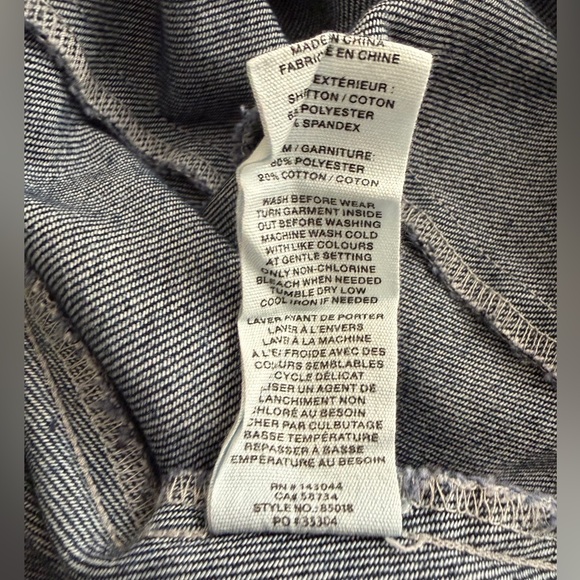 MADE IN CHINA
FABRIQUÉ EN CHINE
EXTÉRIEUR :
COTTON / COTON
POLYESTER
% SPANDEX
M / GARNITURE:
80% POLYESTER
20% COTTON / COTON
WASH BEFORE WEAR
TURN GARMENT INSIDE
OUT BEFORE WASHING
MACHINE WASH COLD
WITH LIKE COLOURS
AT GENTLE SETTING
ONLY NON-CHLORINE
BLEACH WHEN NEEDED
TUMBLE DRY LOW
COOL IRON IF NEEDED
LAVER AVANT DE PORTER
LAVER À L'ENVERS
LAVER À LA MACHINE
À L'EAU FROIDE AVEC DES
COULEURS SEMBLABLES
CYCLE DÉLICAT
UTILISER UN AGENT DE
BLANCHIMENT NON
CHLORÉ AU BESOIN
SÉCHER PAR CULBUTAGE
BASSE TEMPÉRATURE
REPASSER À BASSE
TEMPÉRATURE AU BESOIN
RN# 143044
CA# 58734
STYLE NO.: 85018
PO # 35304